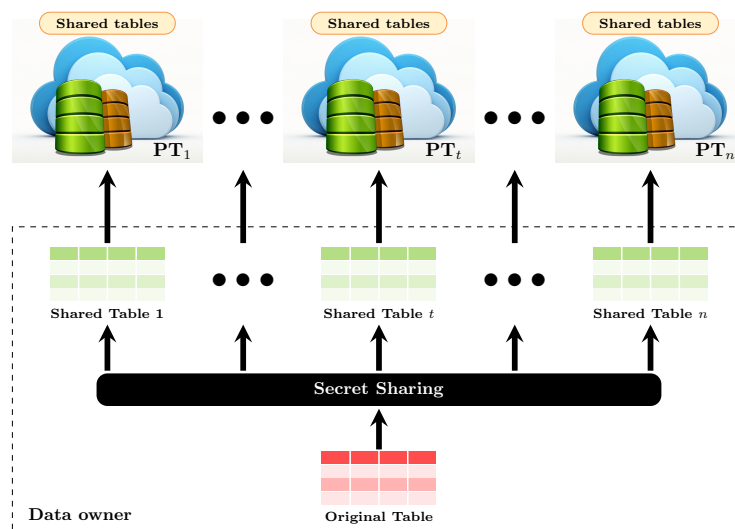 Shared tables Shared tables Shared tables
PT₁ PTₜ PTₙ
Shared Table 1 Shared Table t Shared Table n
Secret Sharing
Original Table
Data owner